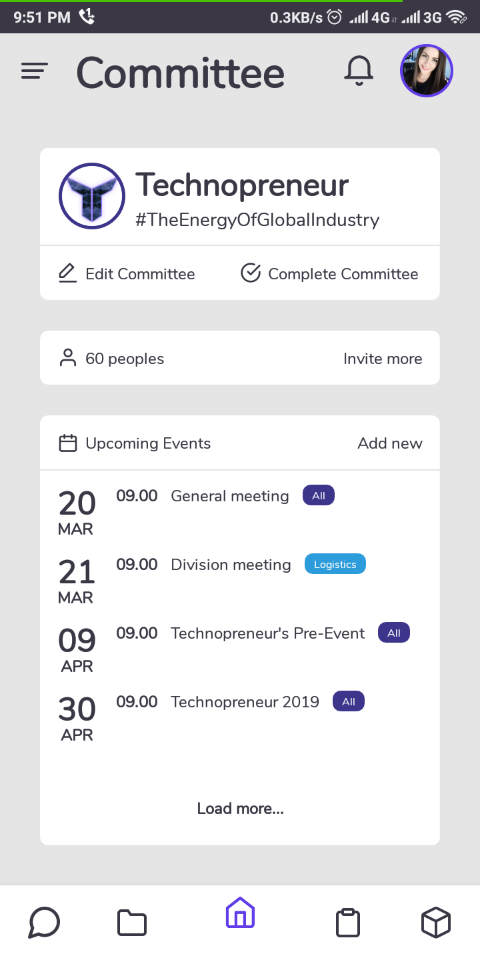 9:51 PM 0.3KB/s 4G 3G
Committee
Technopreneur
#TheEnergyOfGlobalIndustry
Edit Committee Complete Committee
60 peoples Invite more
Upcoming Events Add new
20 09.00 General meeting All
MAR
21 09.00 Division meeting Logistics
MAR
09 09.00 Technopreneur's Pre-Event All
APR
30 09.00 Technopreneur 2019 All
APR
Load more...